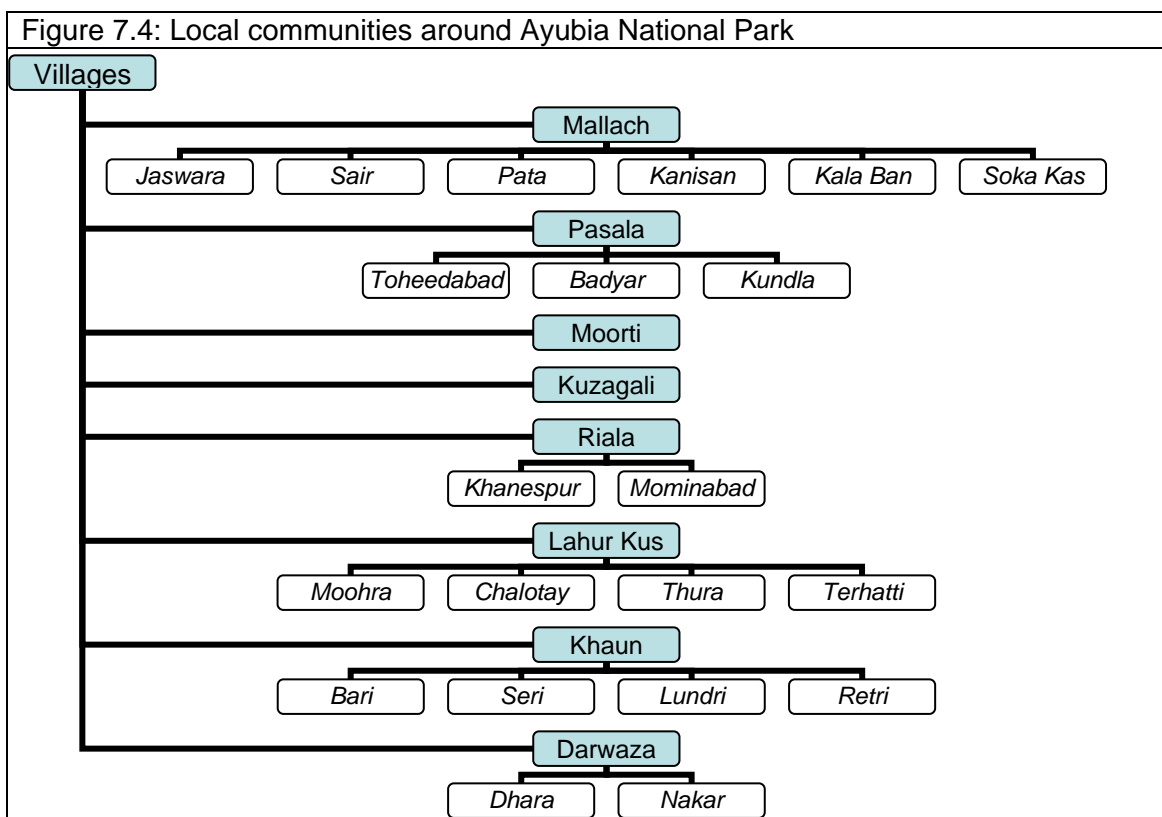 Figure 7.4: Local communities around Ayubia National Park
Villages
Mallach
Jaswara Sair Pata Kanisan Kala Ban Soka Kas
Pasala
Toheedabad Badyar Kundla
Moorti
Kuzagali
Riala
Khanespur Mominabad
Lahur Kus
Moohra Chalotay Thura Terhatti
Khaun
Bari Seri Lundri Retri
Darwaza
Dhara Nakar